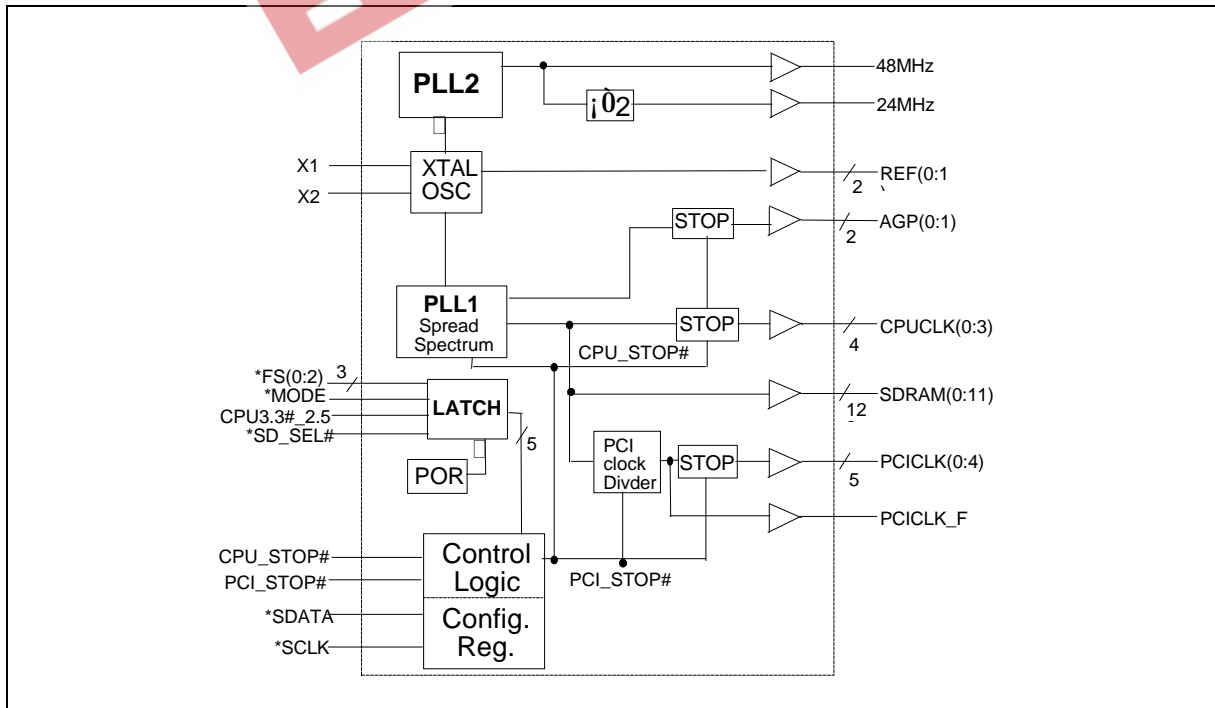 PLL2
48MHz
¡Ò2
24MHz
X1
X2
XTAL
OSC
REF(0:1
2
STOP
AGP(0:1)
2
PLL1
Spread
Spectrum
STOP
CPUCLK(0:3)
4
CPU_STOP#
*FS(0:2)
3
*MODE
CPU3.3#_2.5
*SD_SEL#
LATCH
5
SDRAM(0:11)
12
POR
PCI
clock
Divder
STOP
PCICLK(0:4)
5
PCICLK_F
CPU_STOP#
PCI_STOP#
Control
Logic
PCI_STOP#
*SDATA
*SCLK
Config.
Reg.